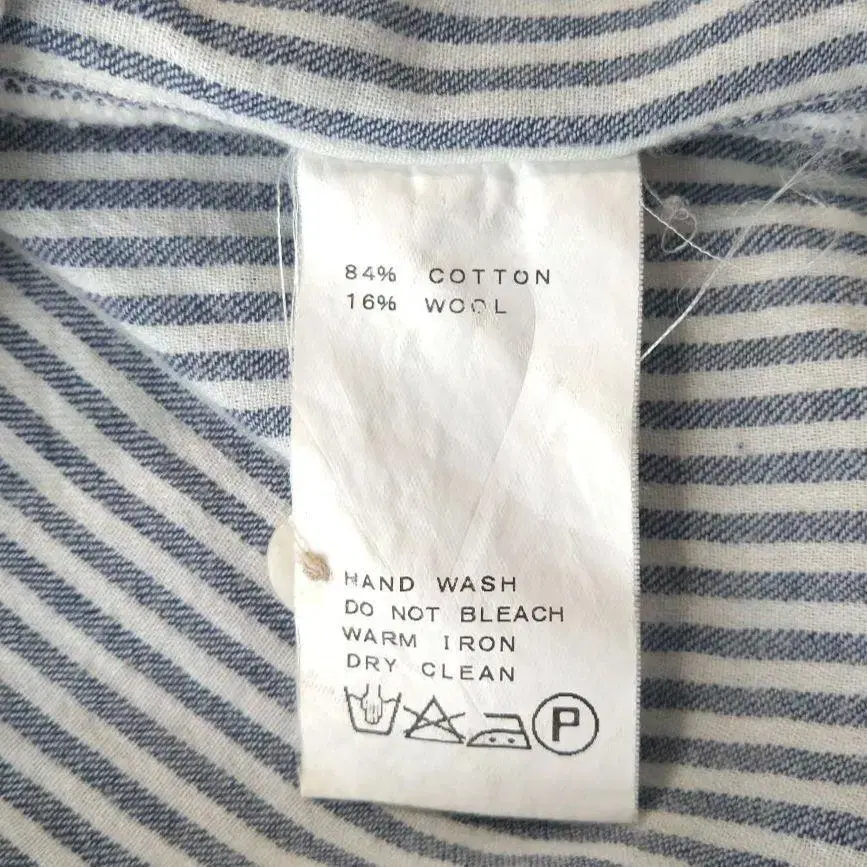 84% COTTON
16% WOOL
HAND WASH
DO NOT BLEACH
WARM IRON
DRY CLEAN
P